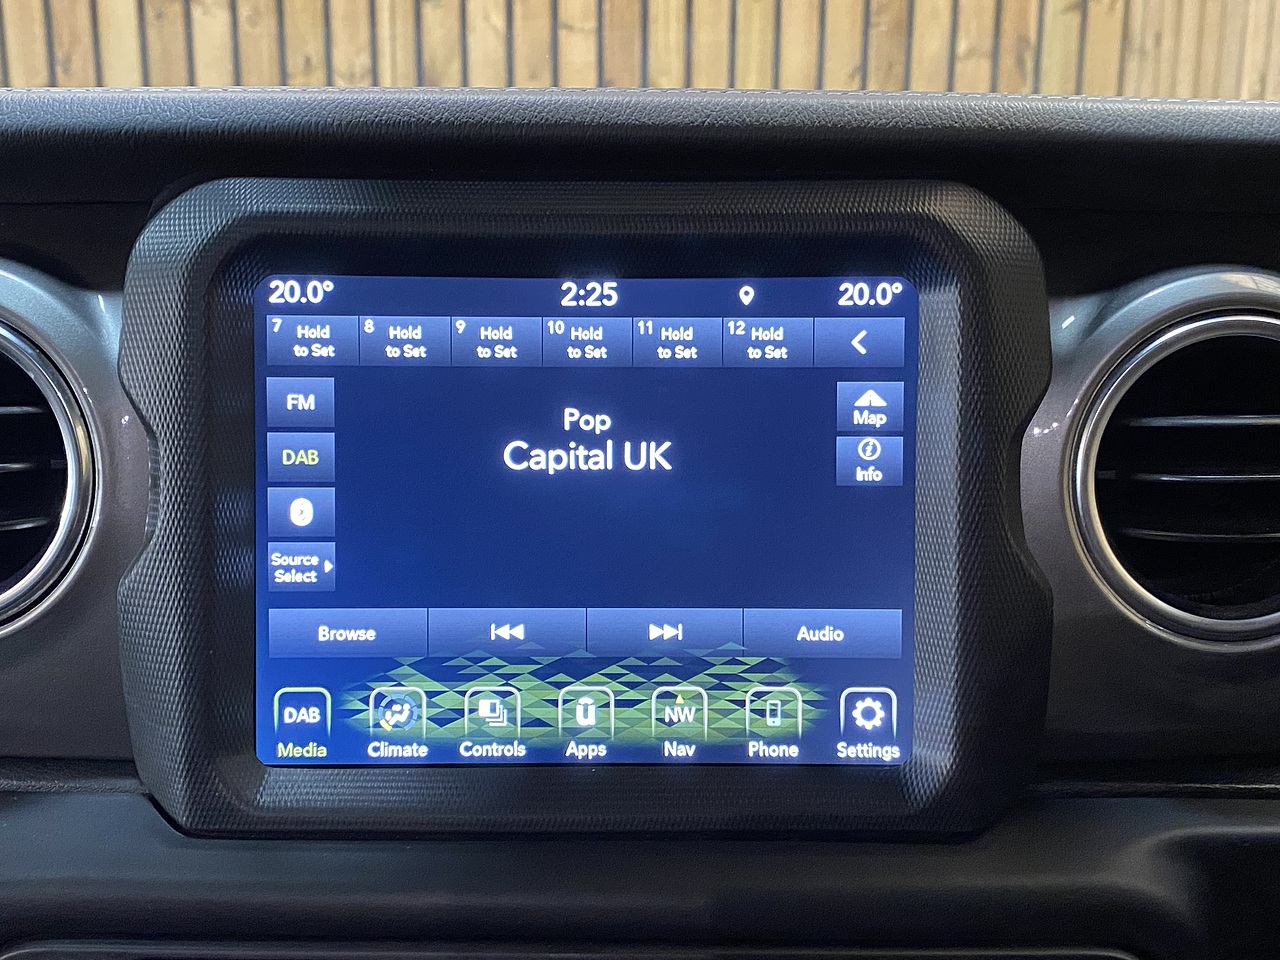 20.0° 2:25 20.0°
7 Hold to Set
8 Hold to Set
9 Hold to Set
10 Hold to Set
11 Hold to Set
12 Hold to Set
FM
Pop
Map
DAB
Capital UK
Info
Source
Select
Browse
Audio
DAB
NW
Media Climate Controls Apps Nav Phone Settings